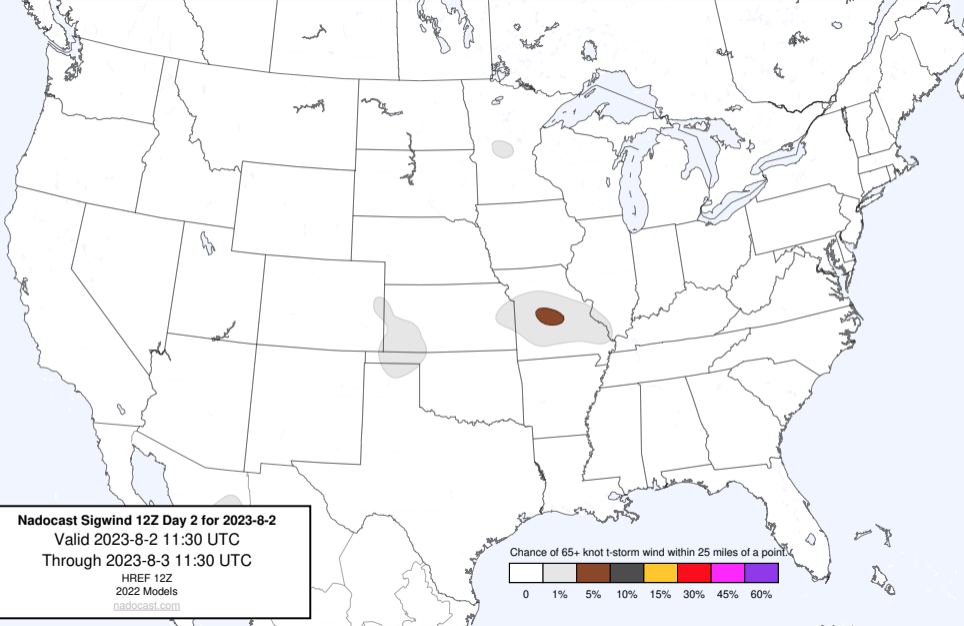 Nadocast Sigwind 12Z Day 2 for 2023-8-2
Valid 2023-8-2 11:30 UTC
Through 2023-8-3 11:30 UTC
HREF 12Z
2022 Models
nadocast.com
Chance of 65+ knot t-storm wind within 25 miles of a point.
0 1% 5% 10% 15% 30% 45% 60%